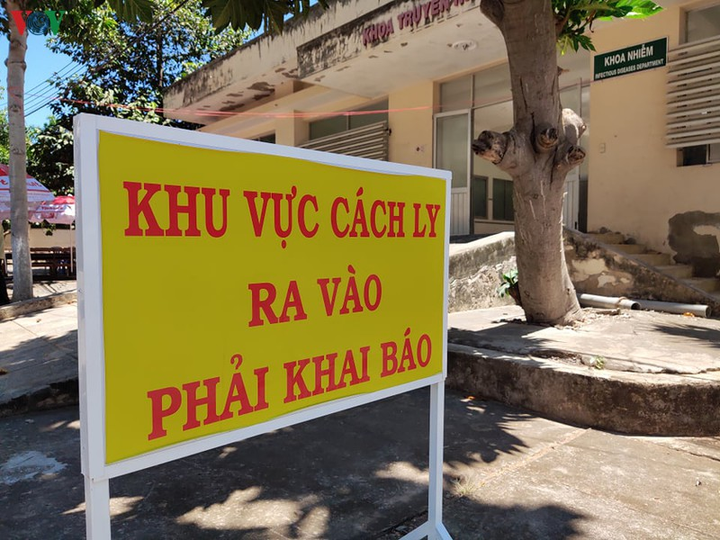 VOV
KHOA TRUYỀN
KHOA NHIỄM
INFECTIOUS DISEASES DEPARTMENT
KHU VỰC CÁCH LY
RA VÀO
PHẢI KHAI BÁO